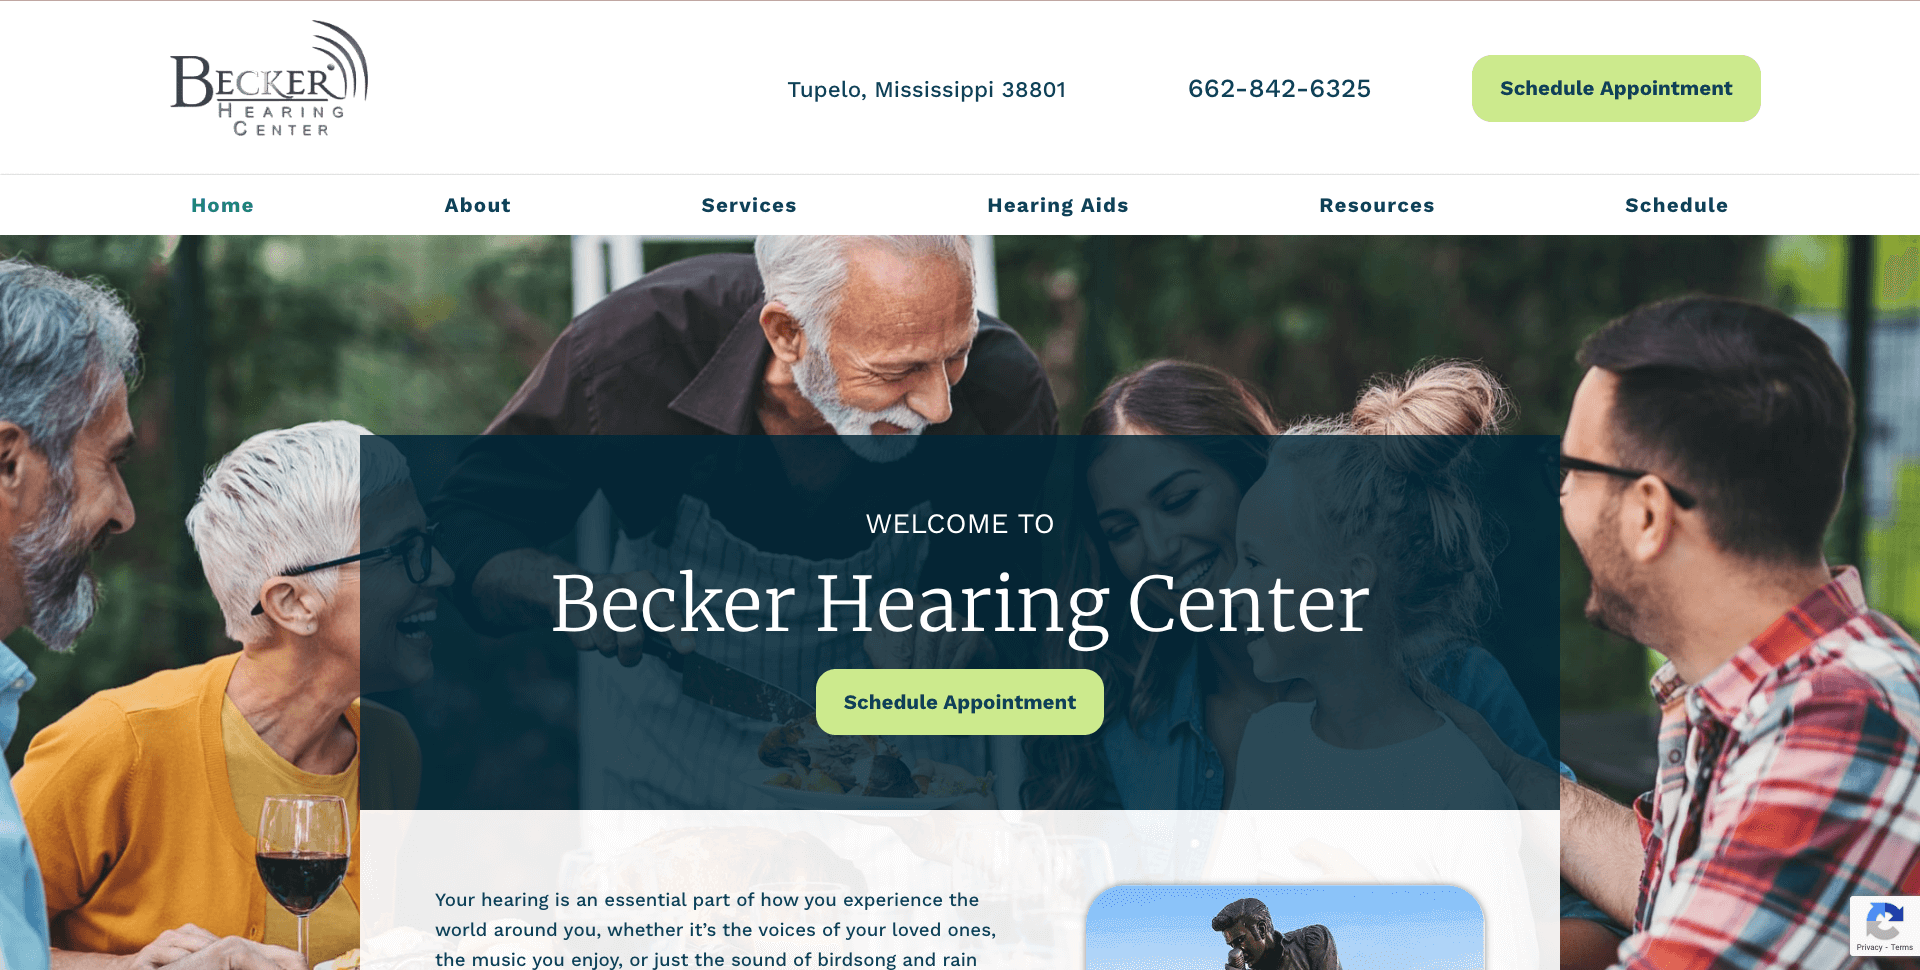 BECKER
HEARING
CENTER
Tupelo, Mississippi 38801
662-842-6325
Schedule Appointment
Home
About
Services
Hearing Aids
Resources
Schedule
WELCOME TO
Becker Hearing Center
Schedule Appointment
Your hearing is an essential part of how you experience the
world around you, whether it’s the voices of your loved ones,
the music you enjoy, or just the sound of birdsong and rain
Privacy - Terms